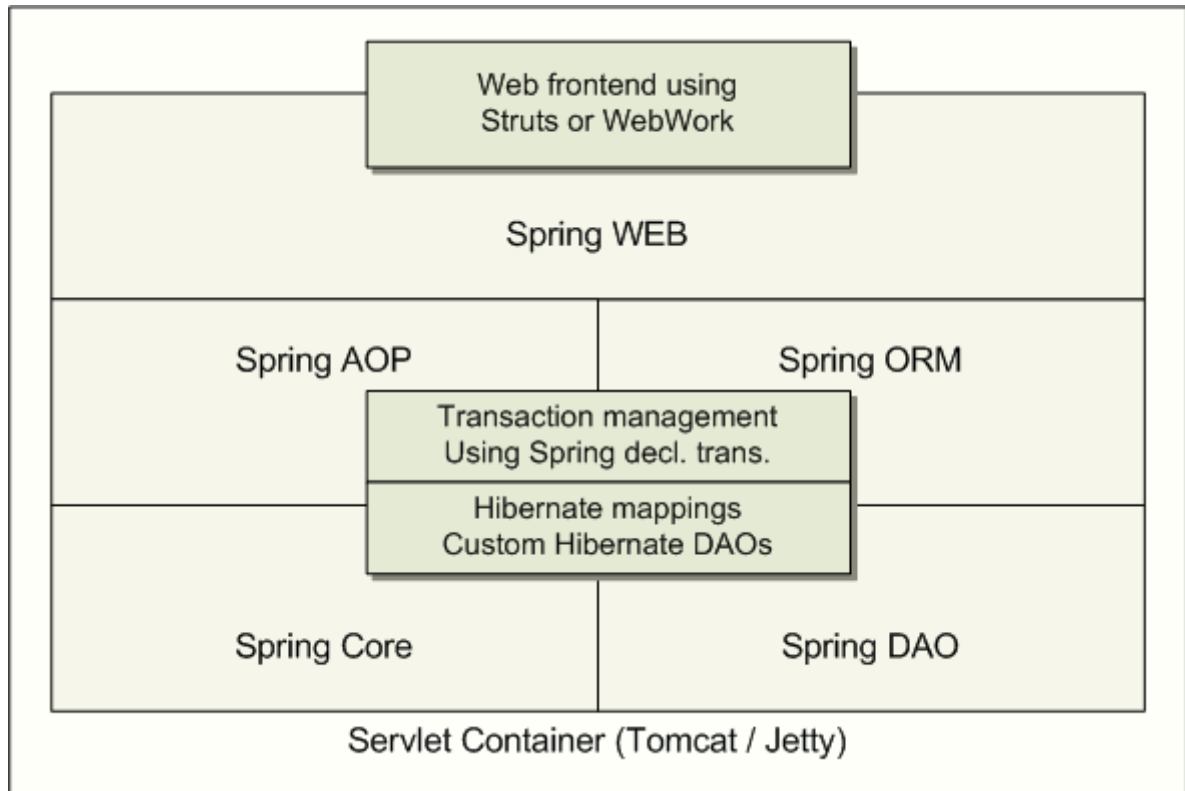 Web frontend using
Struts or WebWork
Spring WEB
Spring AOP
Spring ORM
Transaction management
Using Spring decl. trans.
Hibernate mappings
Custom Hibernate DAOs
Spring Core
Spring DAO
Servlet Container (Tomcat / Jetty)